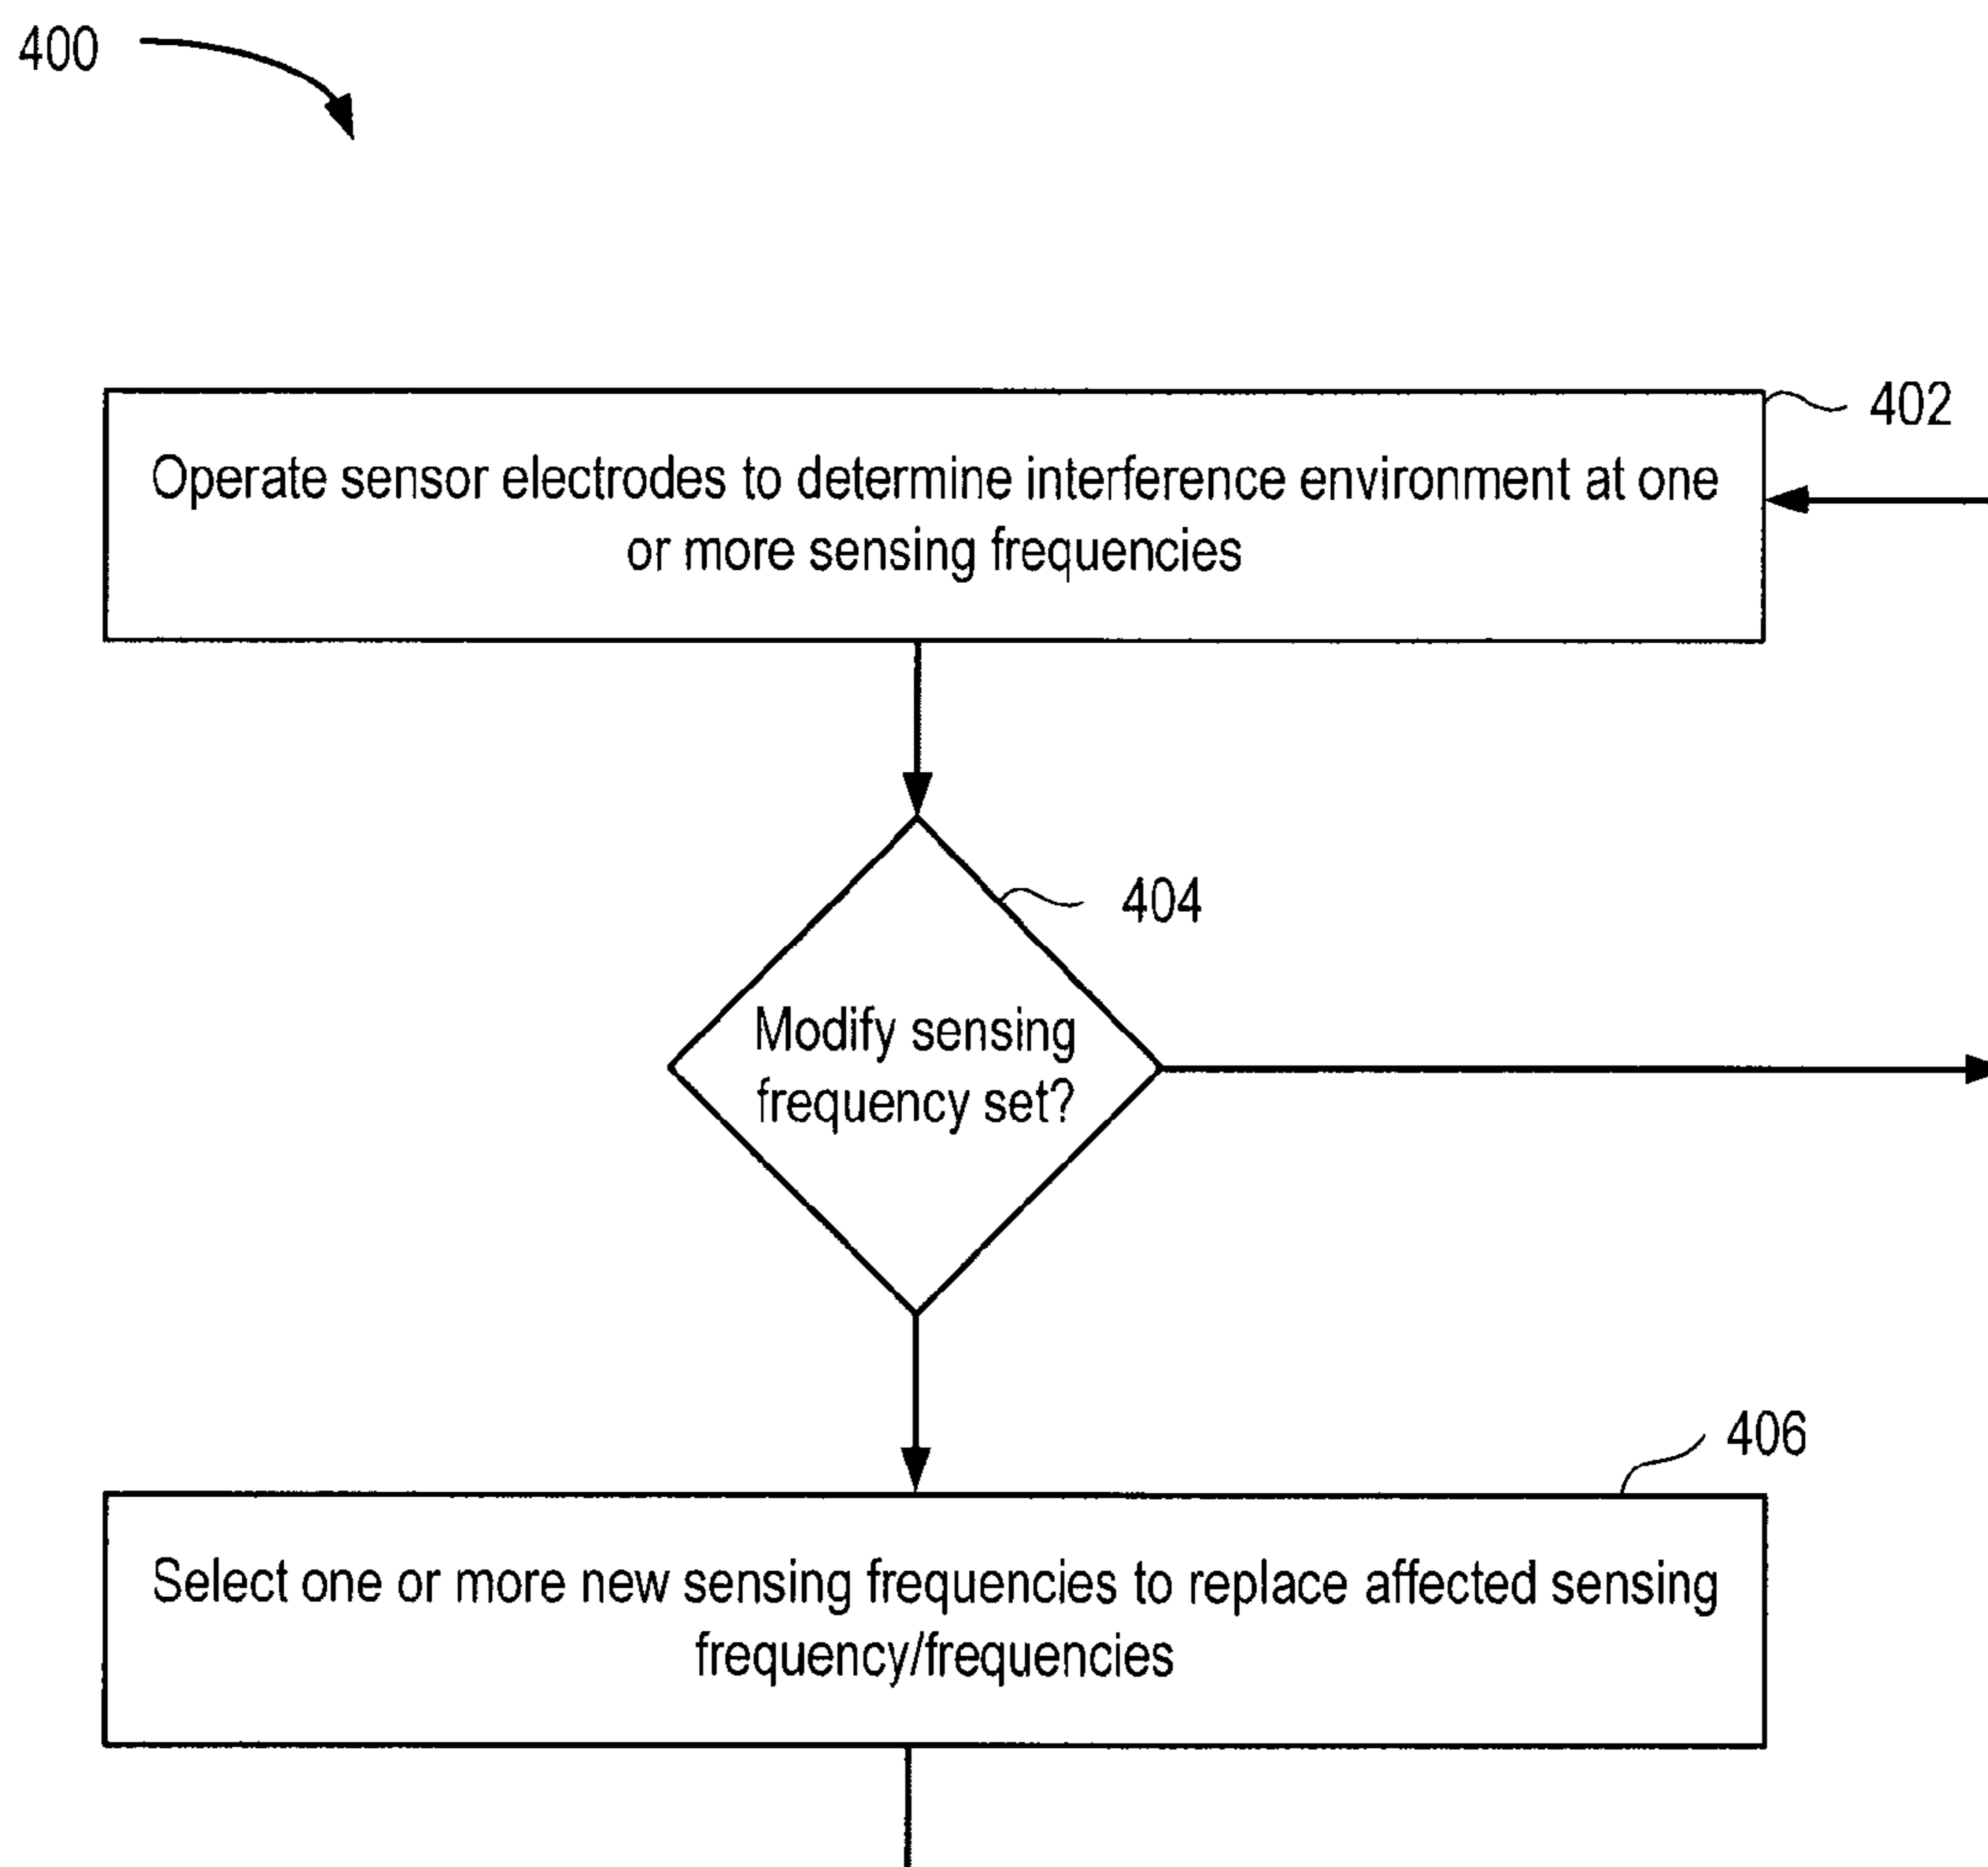 400
402
Operate sensor electrodes to determine interference environment at one
or more sensing frequencies
404
Modify sensing
frequency set?
406
Select one or more new sensing frequencies to replace affected sensing
frequency/frequencies